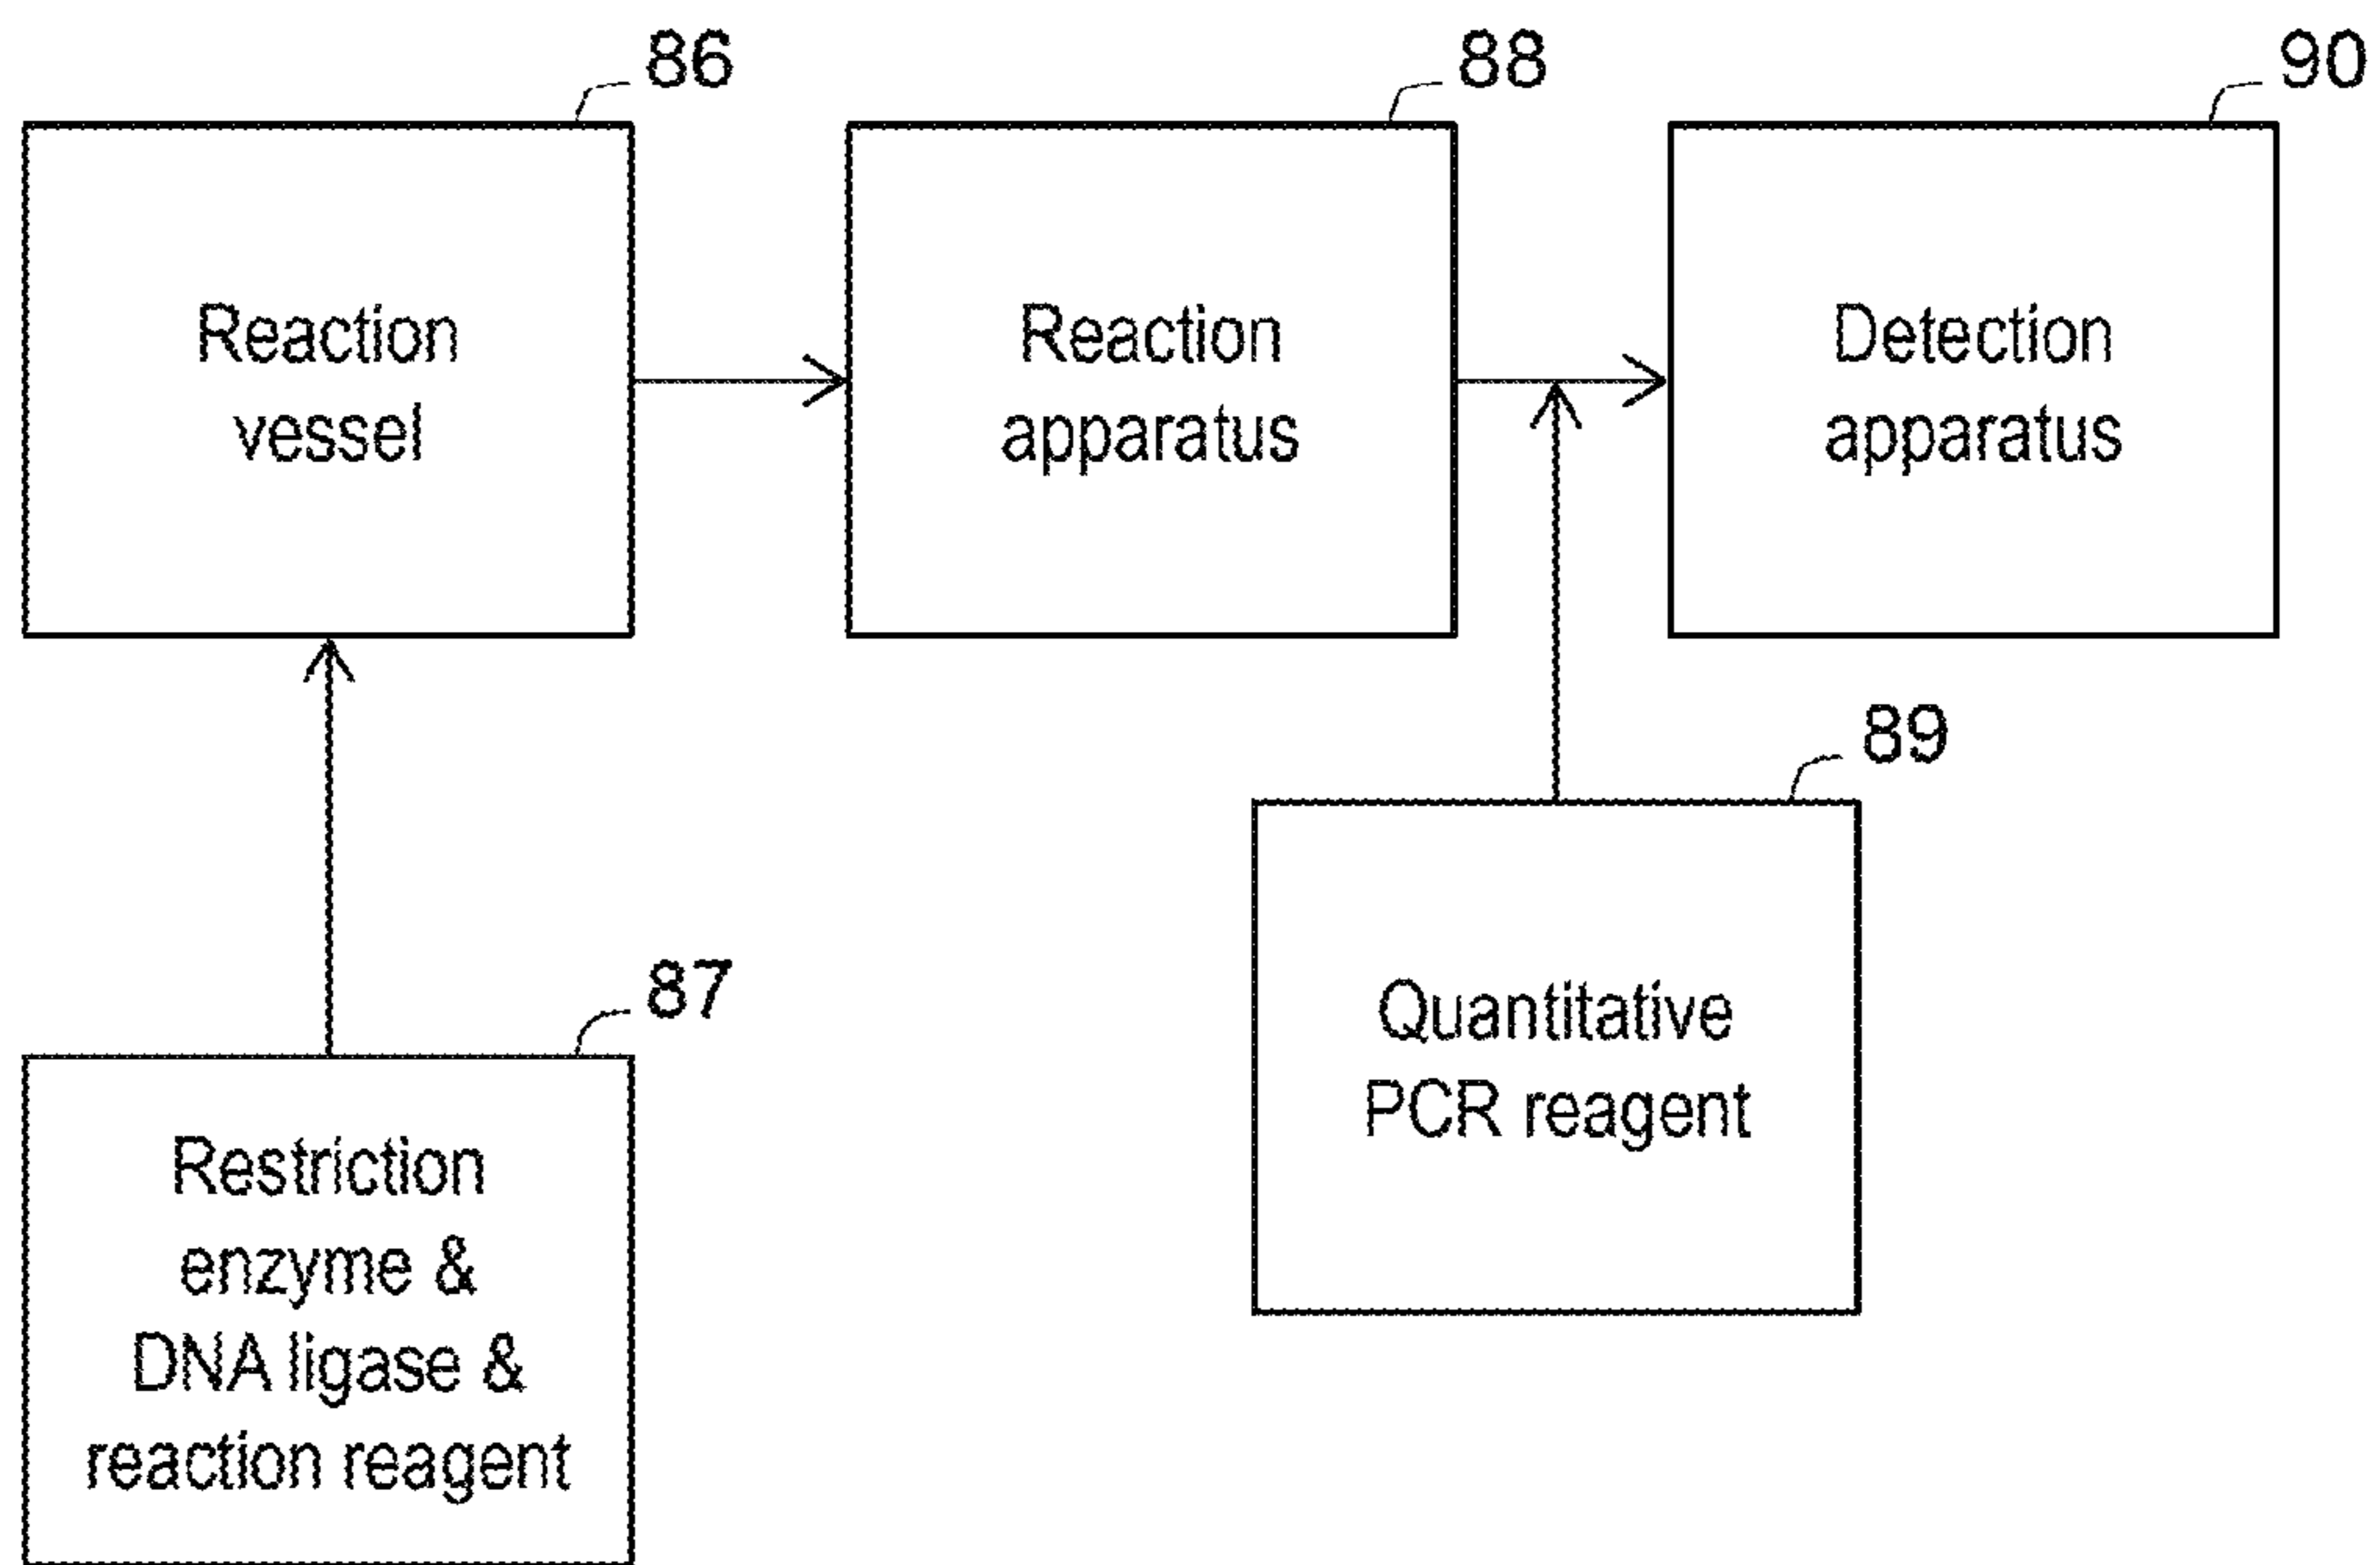 86
88
90
Reaction
vessel
Reaction
apparatus
Detection
apparatus
89
87
Quantitative
PCR reagent
Restriction
enzyme &
DNA ligase &
reaction reagent